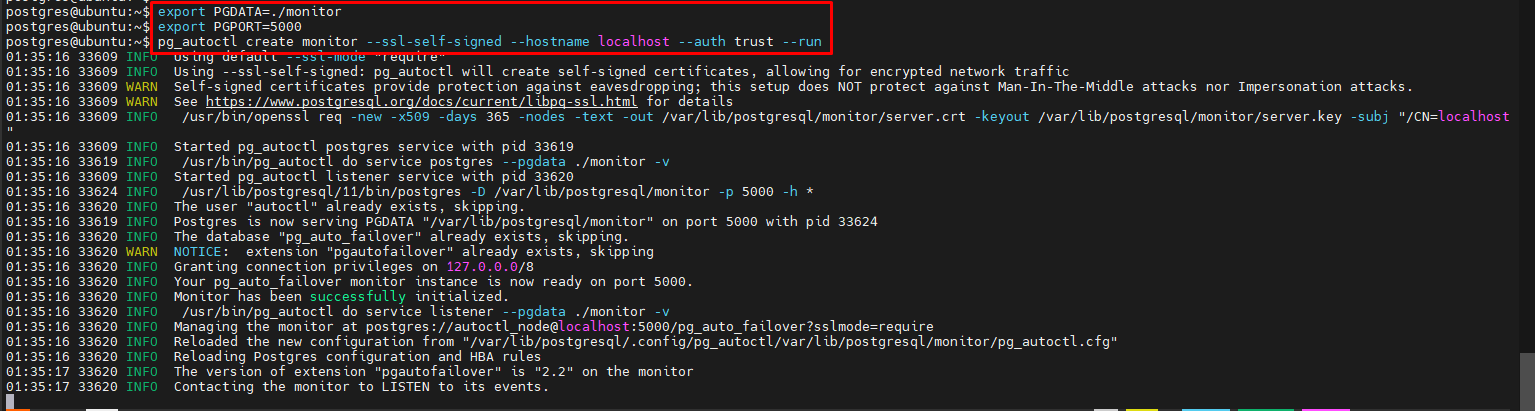 postgres@ubuntu:~$ export PGDATA=./monitor
postgres@ubuntu:~$ export PGPORT=5000
postgres@ubuntu:~$ pg_autoctl create monitor --ssl-self-signed --hostname localhost --auth trust --run
01:35:16 33609 INFO  Using default --ssl-mode "require"
01:35:16 33609 INFO  Using --ssl-self-signed: pg_autoctl will create self-signed certificates, allowing for encrypted network traffic
01:35:16 33609 WARN  Self-signed certificates provide protection against eavesdropping; this setup does NOT protect against Man-In-The-Middle attacks nor Impersonation attacks.
01:35:16 33609 WARN  See https://www.postgresql.org/docs/current/libpq-ssl.html for details
01:35:16 33609 INFO   /usr/bin/openssl req -new -x509 -days 365 -nodes -text -out /var/lib/postgresql/monitor/server.crt -keyout /var/lib/postgresql/monitor/server.key -subj "/CN=localhost
"
01:35:16 33609 INFO  Started pg_autoctl postgres service with pid 33619
01:35:16 33619 INFO   /usr/bin/pg_autoctl do service postgres --pgdata ./monitor -v
01:35:16 33609 INFO  Started pg_autoctl listener service with pid 33620
01:35:16 33624 INFO   /usr/lib/postgresql/11/bin/postgres -D /var/lib/postgresql/monitor -p 5000 -h *
01:35:16 33620 INFO  The user "autoctl" already exists, skipping.
01:35:16 33619 INFO  Postgres is now serving PGDATA "/var/lib/postgresql/monitor" on port 5000 with pid 33624
01:35:16 33620 INFO  The database "pg_auto_failover" already exists, skipping.
01:35:16 33620 WARN  NOTICE:  extension "pgautofailover" already exists, skipping
01:35:16 33620 INFO  Granting connection privileges on 127.0.0.0/8
01:35:16 33620 INFO  Your pg_auto_failover monitor instance is now ready on port 5000.
01:35:16 33620 INFO  Monitor has been successfully initialized.
01:35:16 33620 INFO   /usr/bin/pg_autoctl do service listener --pgdata ./monitor -v
01:35:16 33620 INFO  Managing the monitor at postgres://autoctl_node@localhost:5000/pg_auto_failover?sslmode=require
01:35:16 33620 INFO  Reloaded the new configuration from "/var/lib/postgresql/.config/pg_autoctl/var/lib/postgresql/monitor/pg_autoctl.cfg"
01:35:16 33620 INFO  Reloading Postgres configuration and HBA rules
01:35:17 33620 INFO  The version of extension "pgautofailover" is "2.2" on the monitor
01:35:17 33620 INFO  Contacting the monitor to LISTEN to its events.